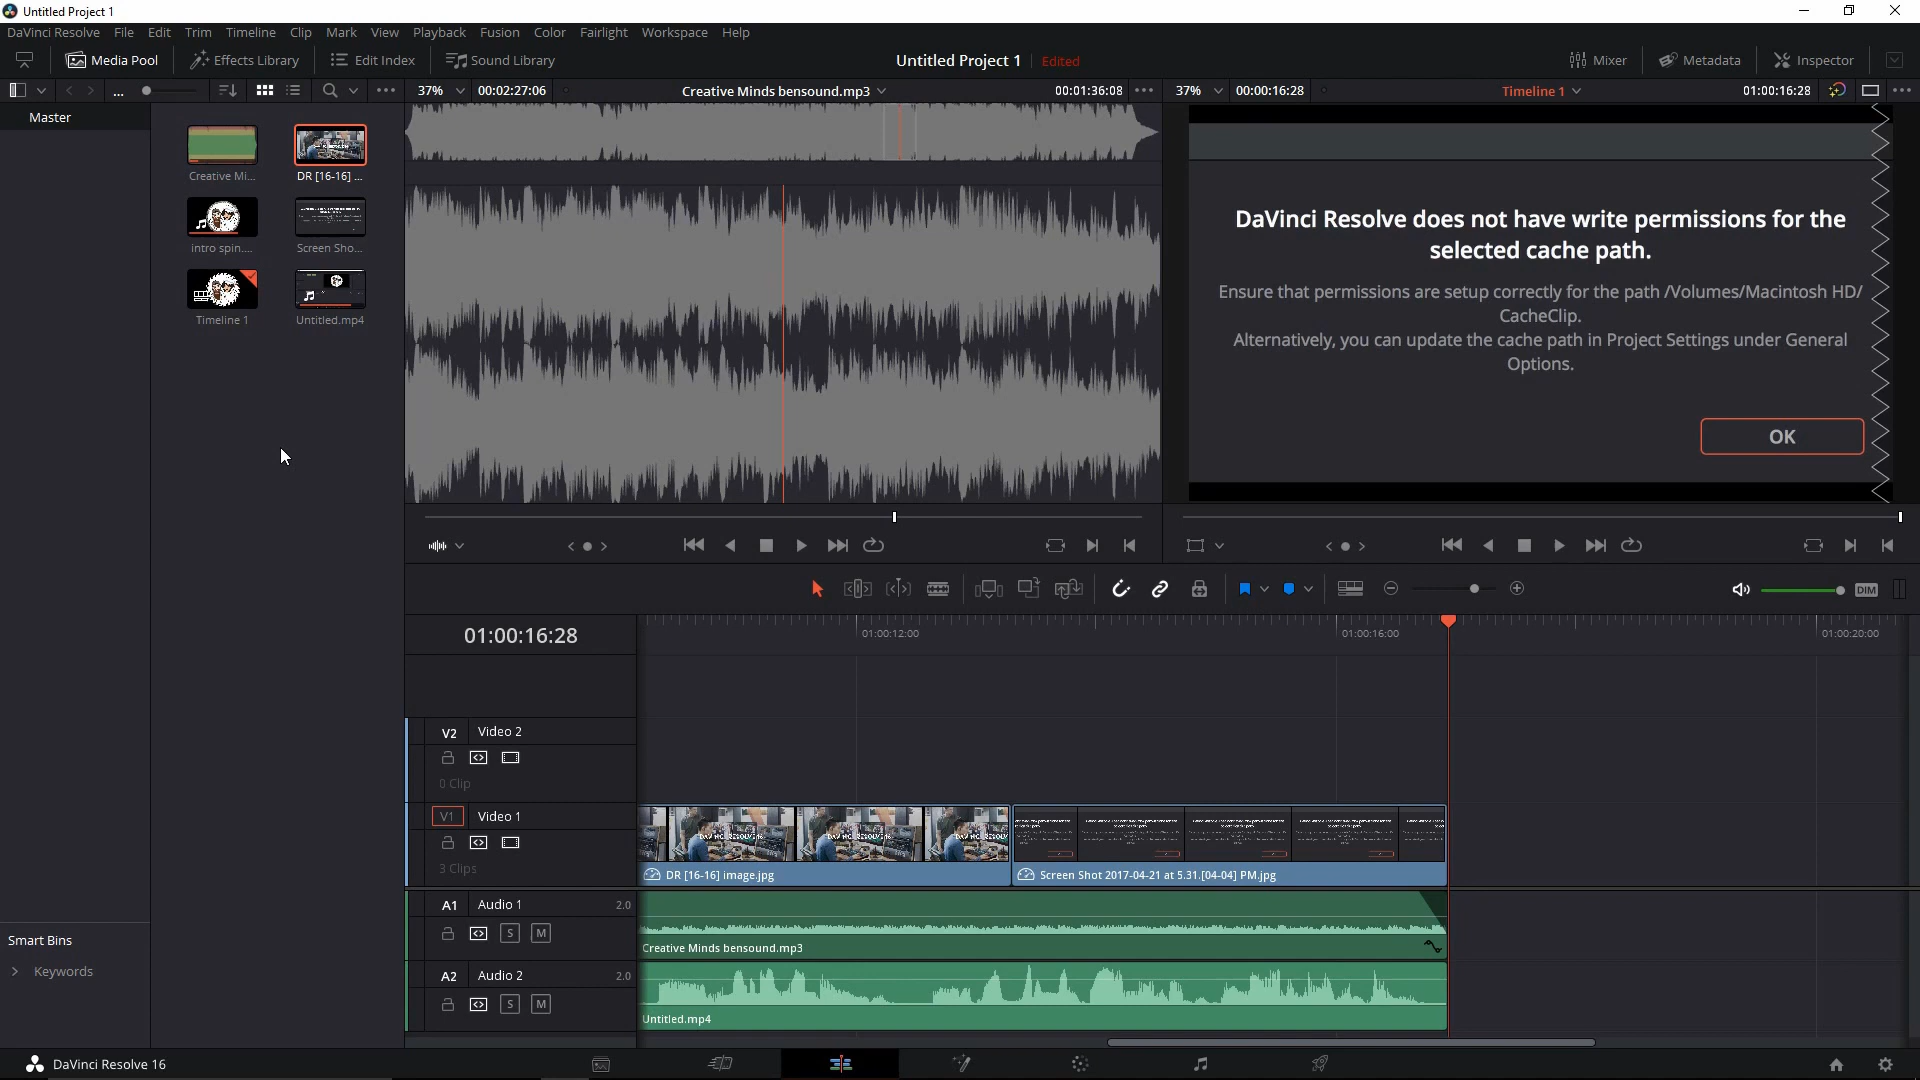 Untitled Project 1
DaVinci Resolve File Edit Trim Timeline Clip Mark View Playback Fusion Color Fairlight Workspace Help
Media Pool Effects Library Edit Index Sound Library Untitled Project 1 Edited Mixer Metadata Inspector
... 37% 00:02:27:06 Creative Minds bensound.mp3 00:01:36:08 37% 00:00:16:28 Timeline 1 01:00:16:28
Master
Creative Mi...
DR [16-16] ...
intro spin....
Screen Sho...
Timeline 1
Untitled.mp4
DaVinci Resolve does not have write permissions for the
selected cache path.
Ensure that permissions are setup correctly for the path /Volumes/Macintosh HD/
CacheClip.
Alternatively, you can update the cache path in Project Settings under General
Options.
OK
DIM
01:00:16:28
01:00:12:00
01:00:16:00
01:00:20:00
V2 Video 2
0 Clip
V1 Video 1
3 Clips
DR [16-16] image.jpg
Screen Shot 2017-04-21 at 5.31.[04-04] PM.jpg
A1 Audio 1 2.0
S M
Creative Minds bensound.mp3
A2 Audio 2 2.0
S M
Untitled.mp4
Smart Bins
Keywords
DaVinci Resolve 16